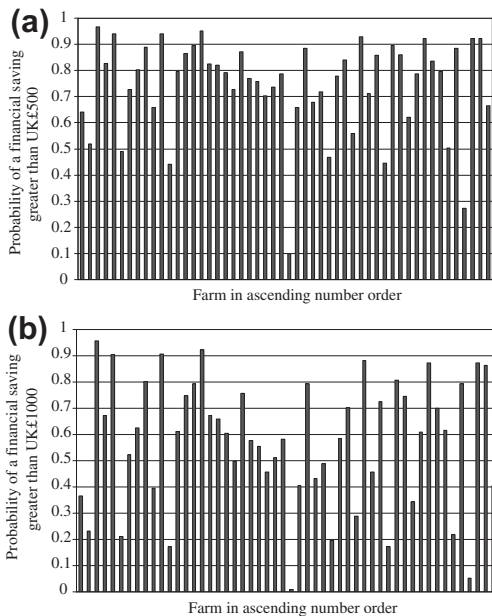 (a)
Probability of a financial saving
greater than UK£500
1
0.9
0.8
0.7
0.6
0.5
0.4
0.3
0.2
0.1
0
Farm in ascending number order
(b)
Probability of a financial saving
greater than UK£1000
1
0.9
0.8
0.7
0.6
0.5
0.4
0.3
0.2
0.1
0
Farm in ascending number order